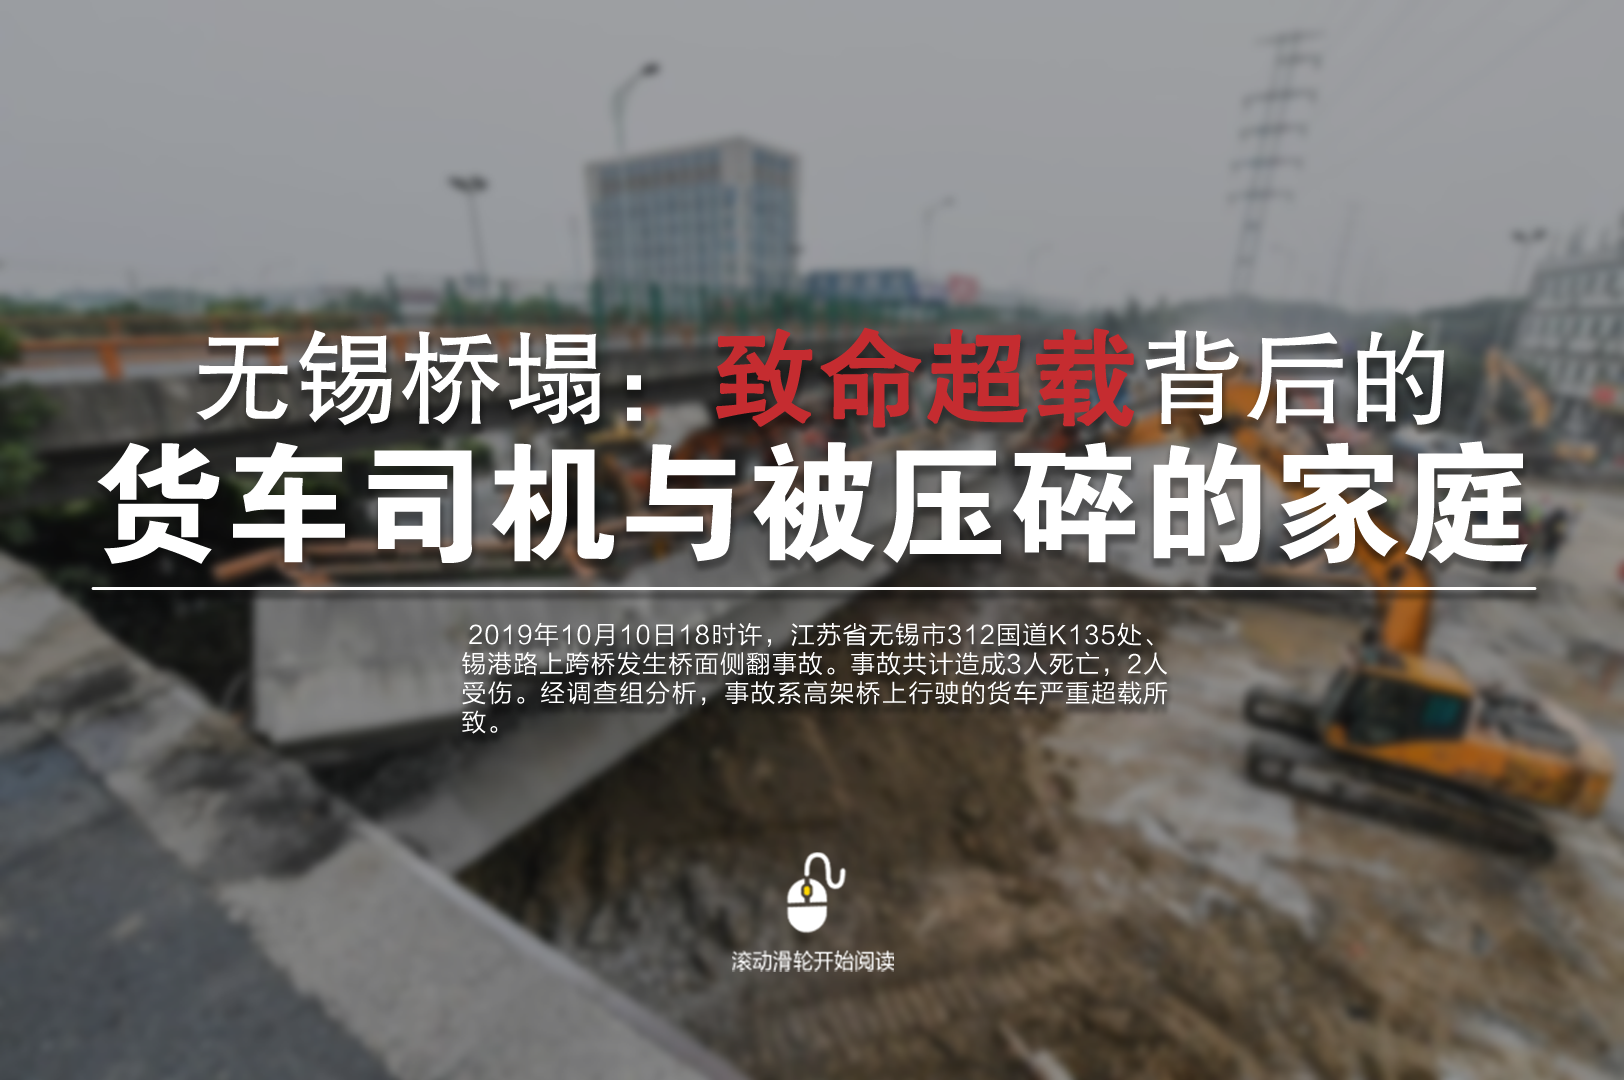 无锡桥塌：致命超载背后的
货车司机与被压碎的家庭
2019年10月10日18时许，江苏省无锡市312国道K135处、
锡港路上跨桥发生桥面侧翻事故。事故共计造成3人死亡，2人
受伤。经调查组分析，事故系高架桥上行驶的货车严重超载所
致。
滚动滑轮开始阅读